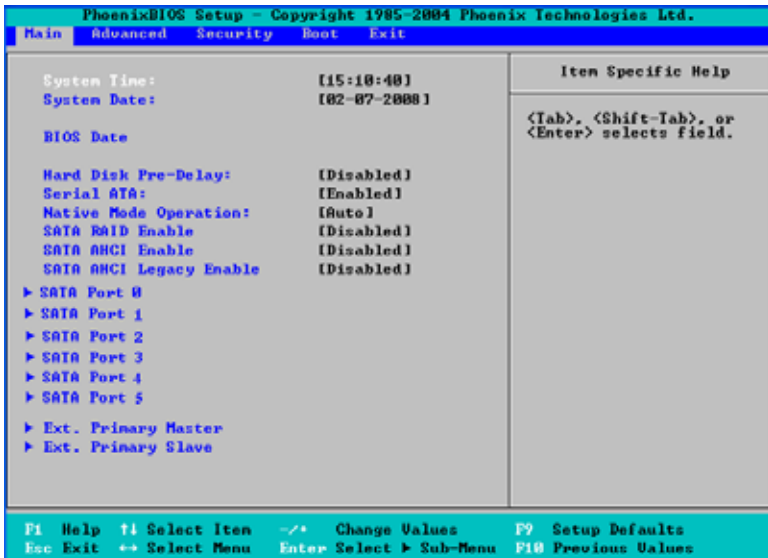 PhoenixBIOS Setup - Copyright 1985-2004 Phoenix Technologies Ltd.
Main Advanced Security Boot Exit
System Time: [15:10:40]
System Date: [02-07-2008]
BIOS Date
Hard Disk Pre-Delay: [Disabled]
Serial ATA: [Enabled]
Native Mode Operation: [Auto]
SATA RAID Enable [Disabled]
SATA AHCI Enable [Disabled]
SATA AHCI Legacy Enable [Disabled]
▶ SATA Port 0
▶ SATA Port 1
▶ SATA Port 2
▶ SATA Port 3
▶ SATA Port 4
▶ SATA Port 5
▶ Ext. Primary Master
▶ Ext. Primary Slave
Item Specific Help
<Tab>, <Shift-Tab>, or
<Enter> selects field.
F1 Help ↑↓ Select Item -/+ Change Values F9 Setup Defaults
Esc Exit ↔ Select Menu Enter Select ▶ Sub-Menu F10 Previous Values